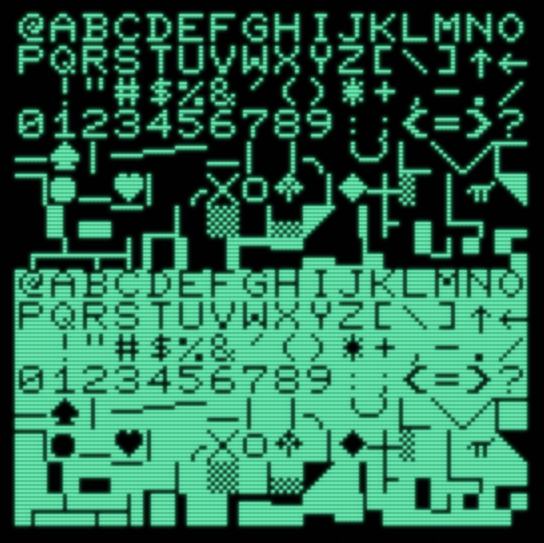 @ABCDEFGHIJKLMNO
PQRSTUVWXYZ[\]↑←
!"#$%&'()*+,-./
0123456789:;<=>?
@ABCDEFGHIJKLMNO
PQRSTUVWXYZ[\]↑←
!"#$%&'()*+,-./
0123456789:;<=>?